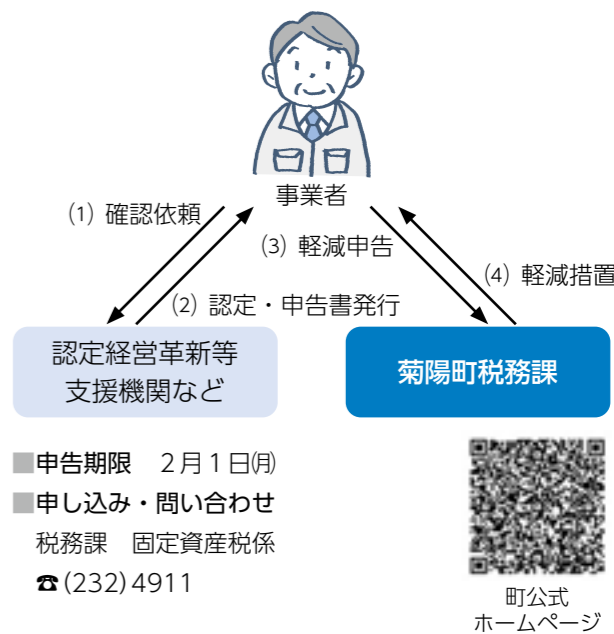 事業者
(1) 確認依頼
(3) 軽減申告
(4) 軽減措置
(2) 認定・申告書発行
認定経営革新等
支援機関など
菊陽町税務課
■申告期限　2月1日㈪
■申し込み・問い合わせ
税務課　固定資産税係
☎(232)4911
町公式
ホームページ